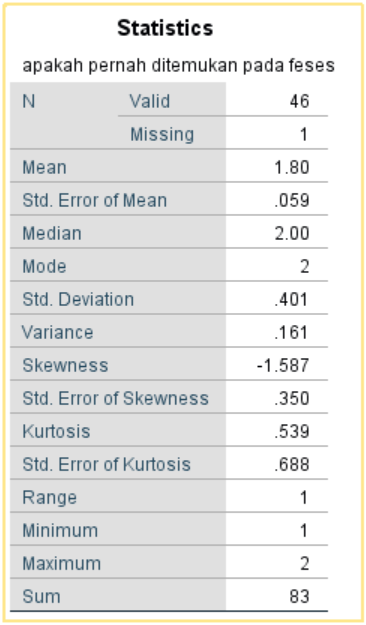 Statistics
apakah pernah ditemukan pada feses
N Valid 46
Missing 1
Mean 1.80
Std. Error of Mean .059
Median 2.00
Mode 2
Std. Deviation .401
Variance .161
Skewness -1.587
Std. Error of Skewness .350
Kurtosis .539
Std. Error of Kurtosis .688
Range 1
Minimum 1
Maximum 2
Sum 83